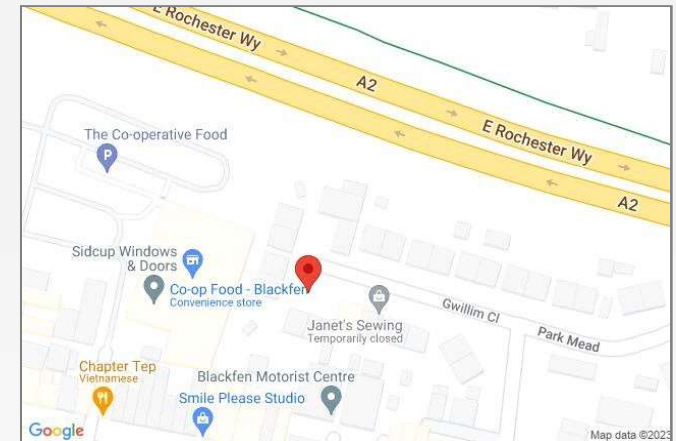 E Rochester Wy
A2
E Rochester Wy
A2
The Co-operative Food
P
Sidcup Windows
& Doors
Co-op Food - Blackfen
Convenience store
Janet's Sewing
Temporarily closed
Gwillim Cl
Park Mead
Chapter Tep
Vietnamese
Blackfen Motorist Centre
Smile Please Studio
Google
Map data ©2023